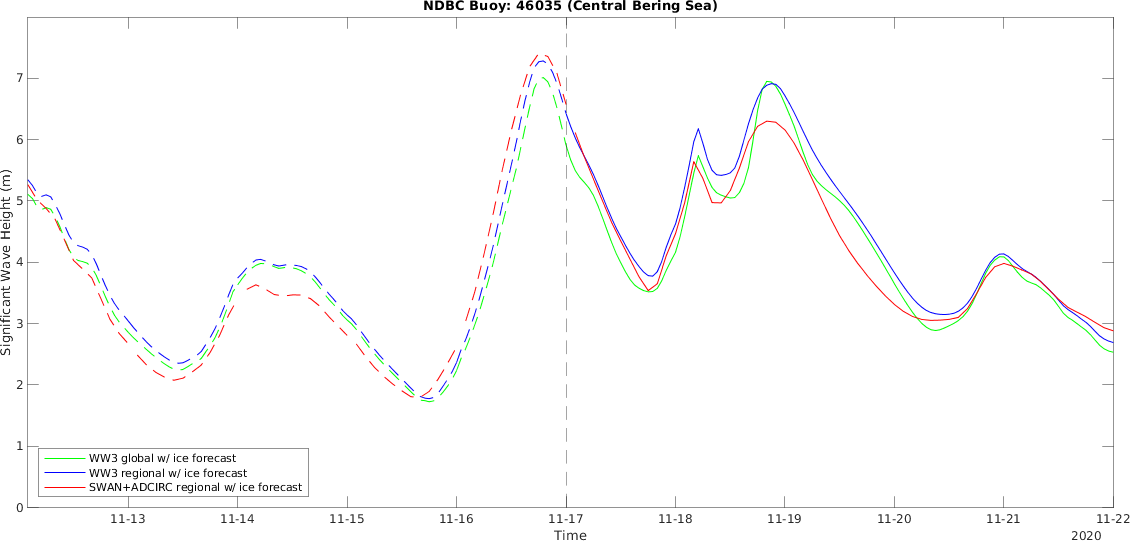 NDBC Buoy: 46035 (Central Bering Sea)
Significant Wave Height (m)
7
6
5
4
3
2
1
0
WW3 global w/ ice forecast
WW3 regional w/ ice forecast
SWAN+ADCIRC regional w/ ice forecast
11-13 11-14 11-15 11-16 11-17 11-18 11-19 11-20 11-21 11-22
Time
2020